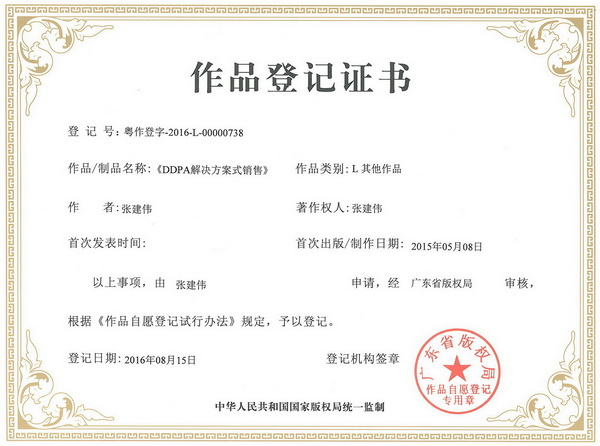 作品登记证书
登 记 号: 粤作登字-2016-L-00000738
作品/制品名称:《DDPA解决方案式销售》 作品类别: L 其他作品
作 者: 张建伟 著作权人: 张建伟
首次发表时间: 首次出版/制作日期: 2015年05月08日
以上事项, 由 张建伟 申请, 经 广东省版权局 审核,
根据《作品自愿登记试行办法》规定, 予以登记。
登记日期: 2016年08月15日 登记机构签章
广东省版权局
作品自愿登记
专用章
中华人民共和国国家版权局统一监制